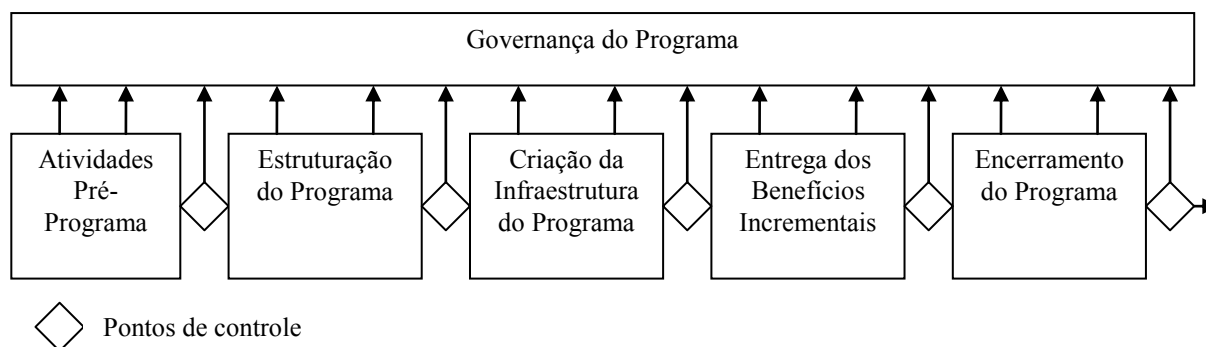 Governança do Programa
Atividades
Pré-
Programa
Estruturação
do Programa
Criação da
Infraestrutura
do Programa
Entrega dos
Benefícios
Incrementais
Encerramento
do Programa
Pontos de controle